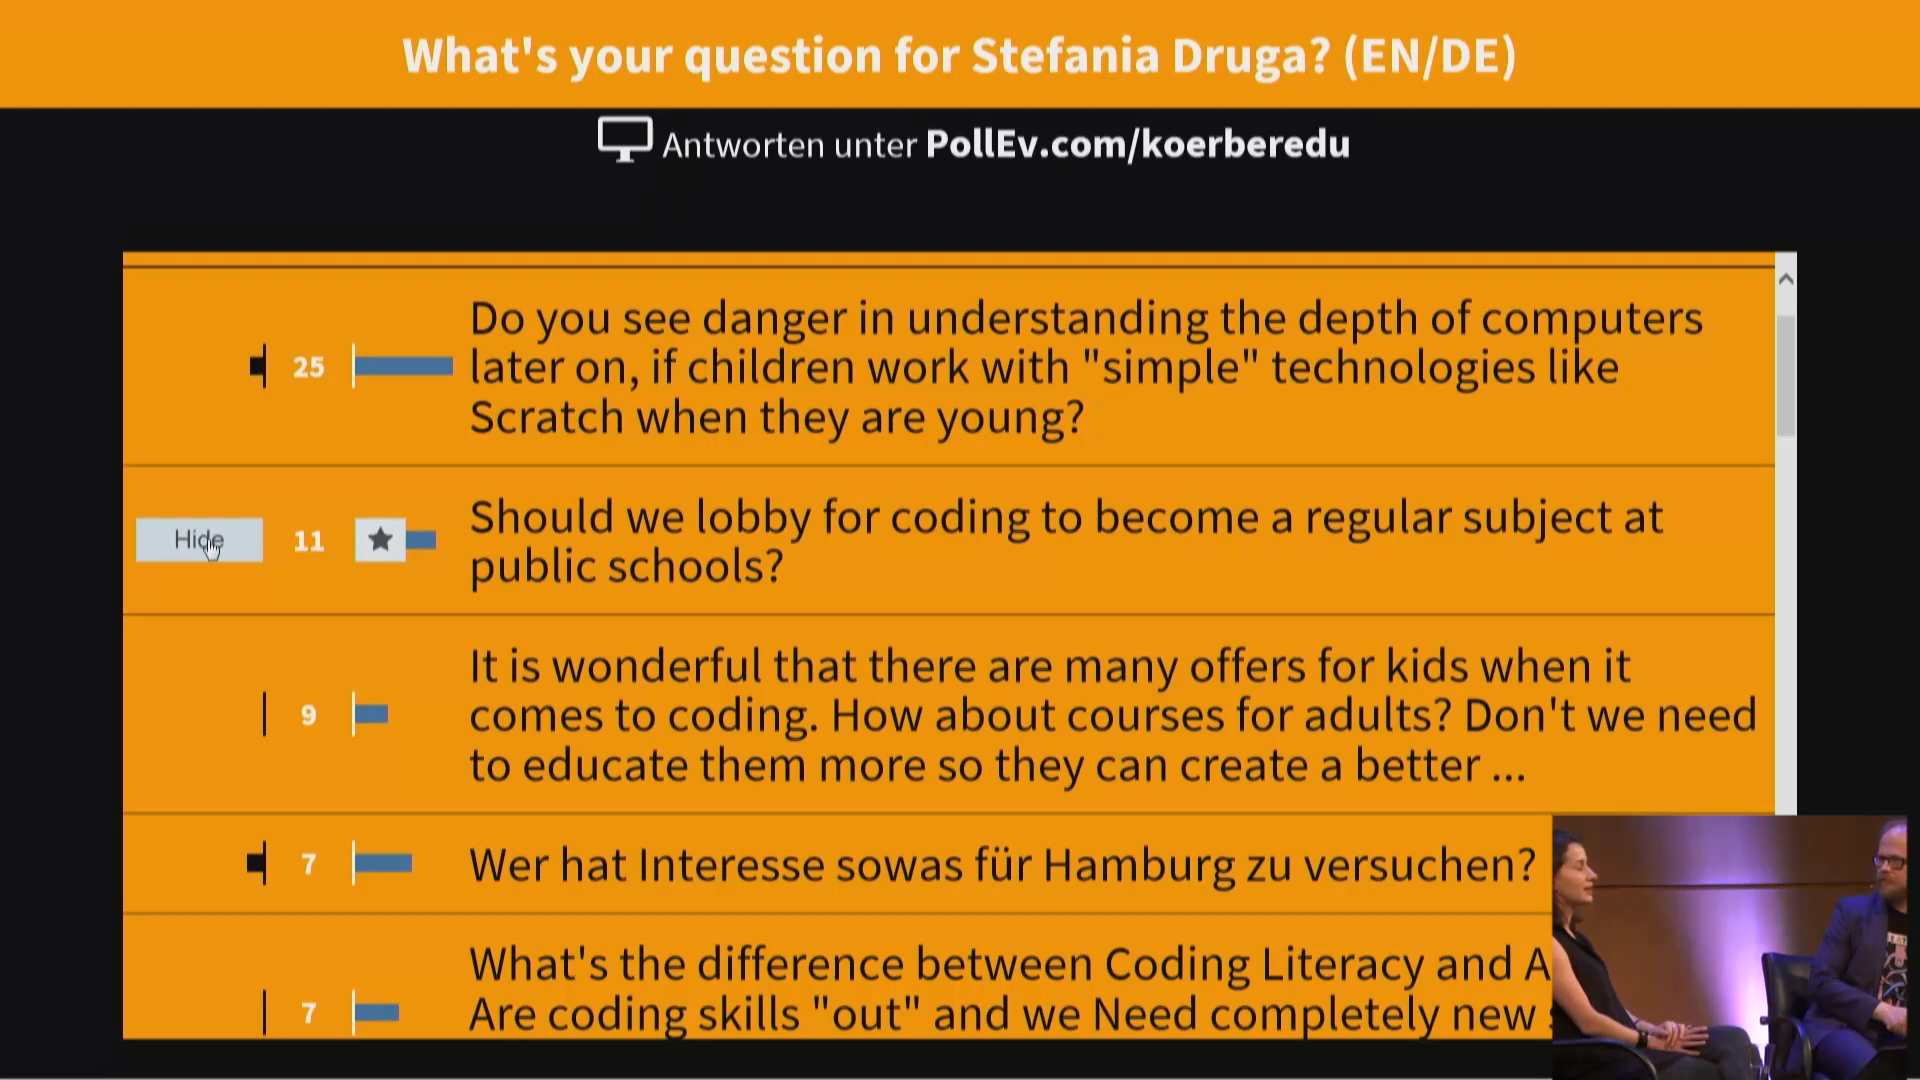 What's your question for Stefania Druga? (EN/DE)
Antworten unter PollEv.com/koerberedu
25
Do you see danger in understanding the depth of computers
later on, if children work with "simple" technologies like
Scratch when they are young?
Hide
11
Should we lobby for coding to become a regular subject at
public schools?
9
It is wonderful that there are many offers for kids when it
comes to coding. How about courses for adults? Don't we need
to educate them more so they can create a better ...
7
Wer hat Interesse sowas für Hamburg zu versuchen?
7
What's the difference between Coding Literacy and A
Are coding skills "out" and we Need completely new